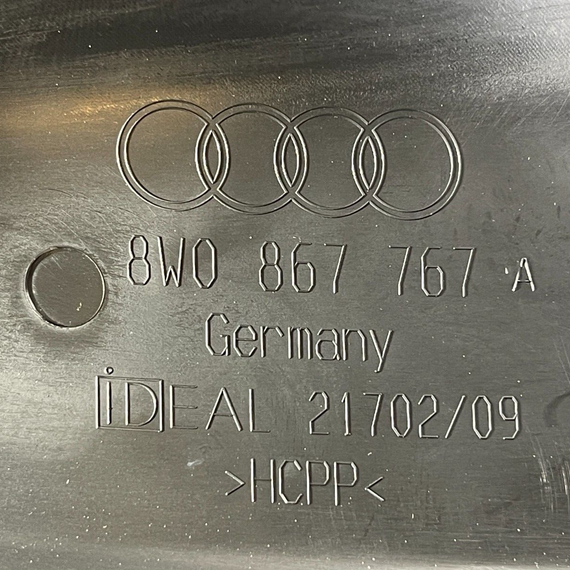 8W0 867 767 A
Germany
iDEAL 21702/09
>HCPP<